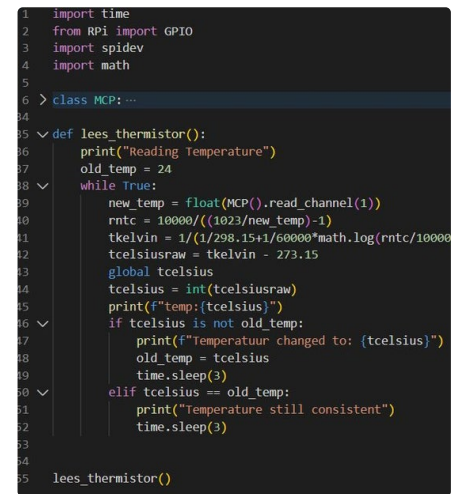 1 import time
2 from RPi import GPIO
3 import spidev
4 import math
5
6 > class MCP: ···
34
35 def lees_thermistor():
36 print("Reading Temperature")
37 old_temp = 24
38 while True:
39 new_temp = float(MCP().read_channel(1))
40 rntc = 10000/((1023/new_temp)-1)
41 tkelvin = 1/(1/298.15+1/60000*math.log(rntc/10000
42 tcelsiusraw = tkelvin - 273.15
43 global tcelsius
44 tcelsius = int(tcelsiusraw)
45 print(f"temp:{tcelsius}")
46 if tcelsius is not old_temp:
47 print(f"Temperatuur changed to: {tcelsius}")
48 old_temp = tcelsius
49 time.sleep(3)
50 elif tcelsius == old_temp:
51 print("Temperature still consistent")
52 time.sleep(3)
53
54
55 lees_thermistor()